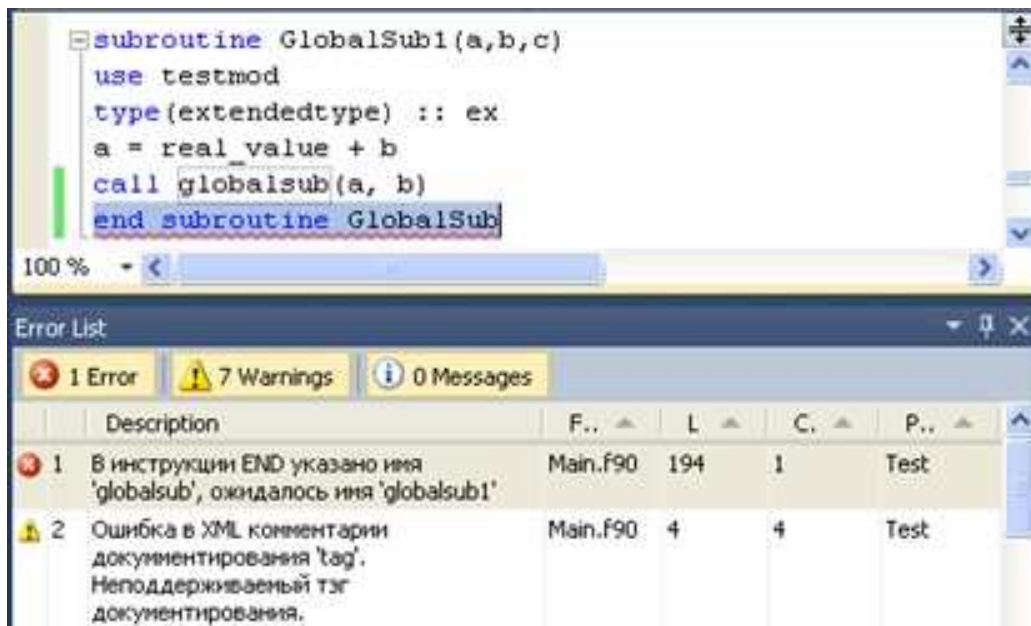 subroutine GlobalSub1(a,b,c)
use testmod
type(extendedtype) :: ex
a = real_value + b
call globalsub(a, b)
end subroutine GlobalSub
100 %
Error List
1 Error 7 Warnings 0 Messages
Description F.. L C. P..
1 В инструкции END указано имя Main.f90 194 1 Test
'globalsub', ожидалось имя 'globalsub1'
2 Ошибка в XML комментарии Main.f90 4 4 Test
докумментирования 'tag'.
Неподдерживаемый тэг
документирования.